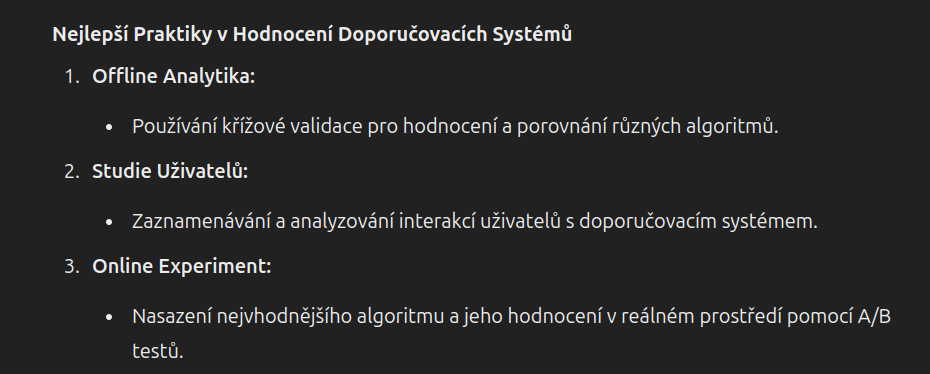 Nejlepší Praktiky v Hodnocení Doporučovacích Systémů
1. Offline Analytika:
• Používání křížové validace pro hodnocení a porovnání různých algoritmů.
2. Studie Uživatelů:
• Zaznamenávání a analyzování interakcí uživatelů s doporučovacím systémem.
3. Online Experiment:
• Nasazení nejvhodnějšího algoritmu a jeho hodnocení v reálném prostředí pomocí A/B
testů.